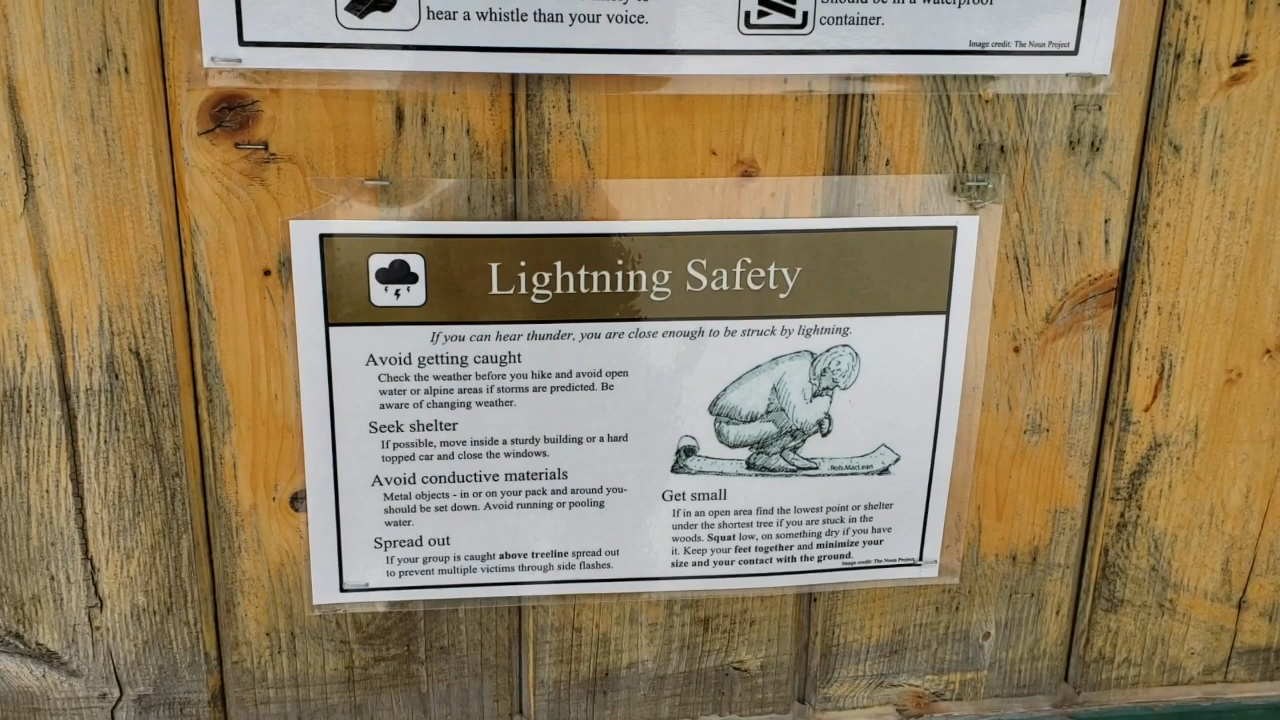 hear a whistle than your voice.
container.
Image credit: The Noun Project
Lightning Safety
If you can hear thunder, you are close enough to be struck by lightning.
Avoid getting caught
Check the weather before you hike and avoid open
water or alpine areas if storms are predicted. Be
aware of changing weather.
Seek shelter
If possible, move inside a sturdy building or a hard
topped car and close the windows.
Avoid conductive materials
Metal objects - in or on your pack and around you-
should be set down. Avoid running or pooling
water.
Spread out
If your group is caught above treeline spread out
to prevent multiple victims through side flashes.
Rob.MacLean
Get small
If in an open area find the lowest point or shelter
under the shortest tree if you are stuck in the
woods. Squat low, on something dry if you have
it. Keep your feet together and minimize your
size and your contact with the ground.
Image credit: The Noun Project